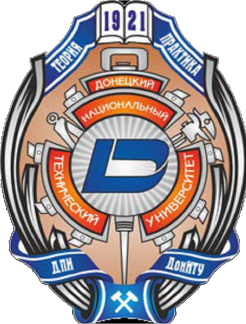 1921
ТЕОРИЯ
ПРАКТИКА
ДОНЕЦКИЙ
НАЦИОНАЛЬНЫЙ
ТЕХНИЧЕСКИЙ
УНИВЕРСИТЕТ
D
ДПИ
ДонНТУ